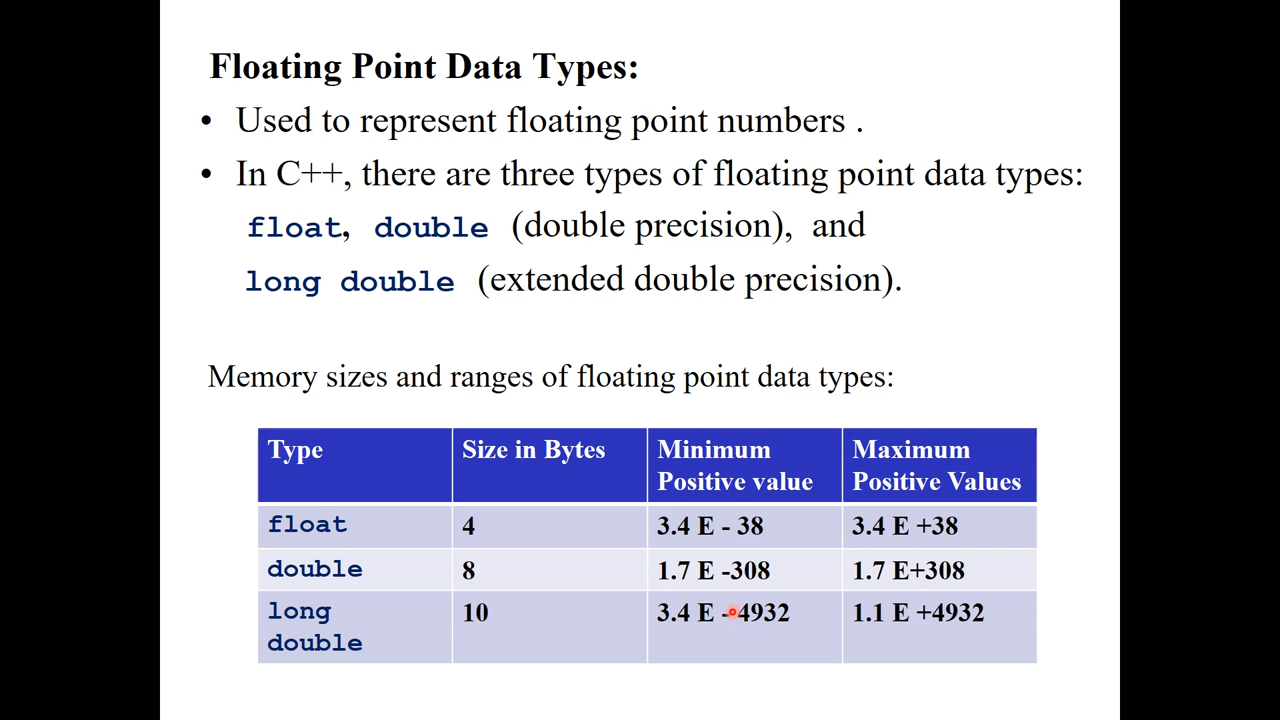 Floating Point Data Types:
• Used to represent floating point numbers .
• In C++, there are three types of floating point data types:
float, double (double precision), and
long double (extended double precision).
Memory sizes and ranges of floating point data types:
Type Size in Bytes Minimum Positive value Maximum Positive Values
float 4 3.4 E - 38 3.4 E +38
double 8 1.7 E -308 1.7 E+308
long double 10 3.4 E -4932 1.1 E +4932